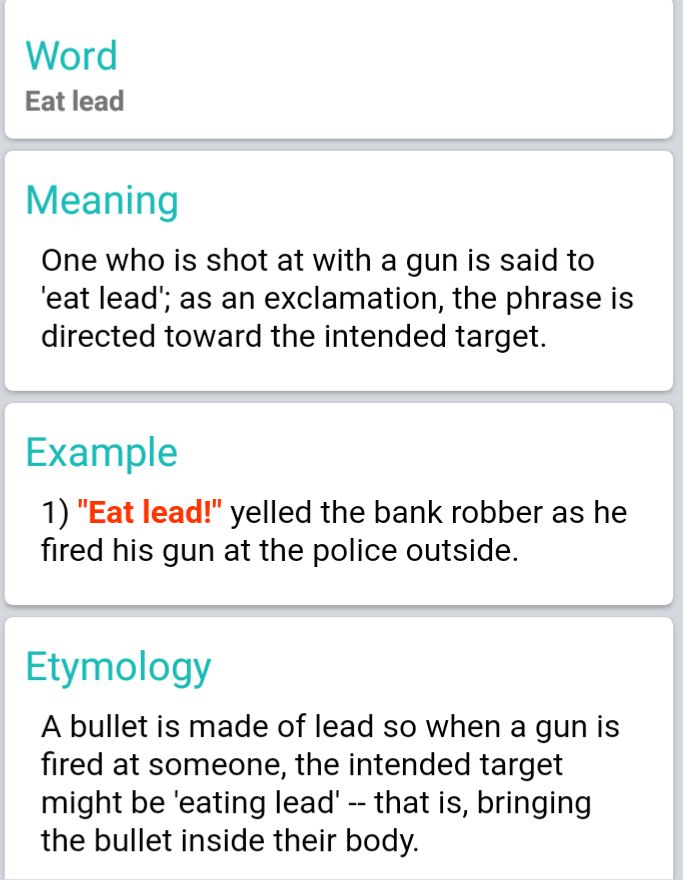 Word
Eat lead
Meaning
One who is shot at with a gun is said to
'eat lead'; as an exclamation, the phrase is
directed toward the intended target.
Example
1) "Eat lead!" yelled the bank robber as he
fired his gun at the police outside.
Etymology
A bullet is made of lead so when a gun is
fired at someone, the intended target
might be 'eating lead' -- that is, bringing
the bullet inside their body.